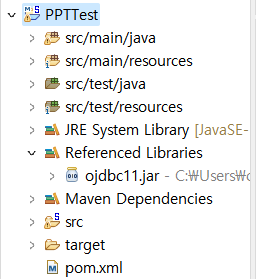 PPTTest
src/main/java
src/main/resources
src/test/java
src/test/resources
JRE System Library [JavaSE-
Referenced Libraries
ojdbc11.jar - C:₩Users₩
Maven Dependencies
src
target
pom.xml